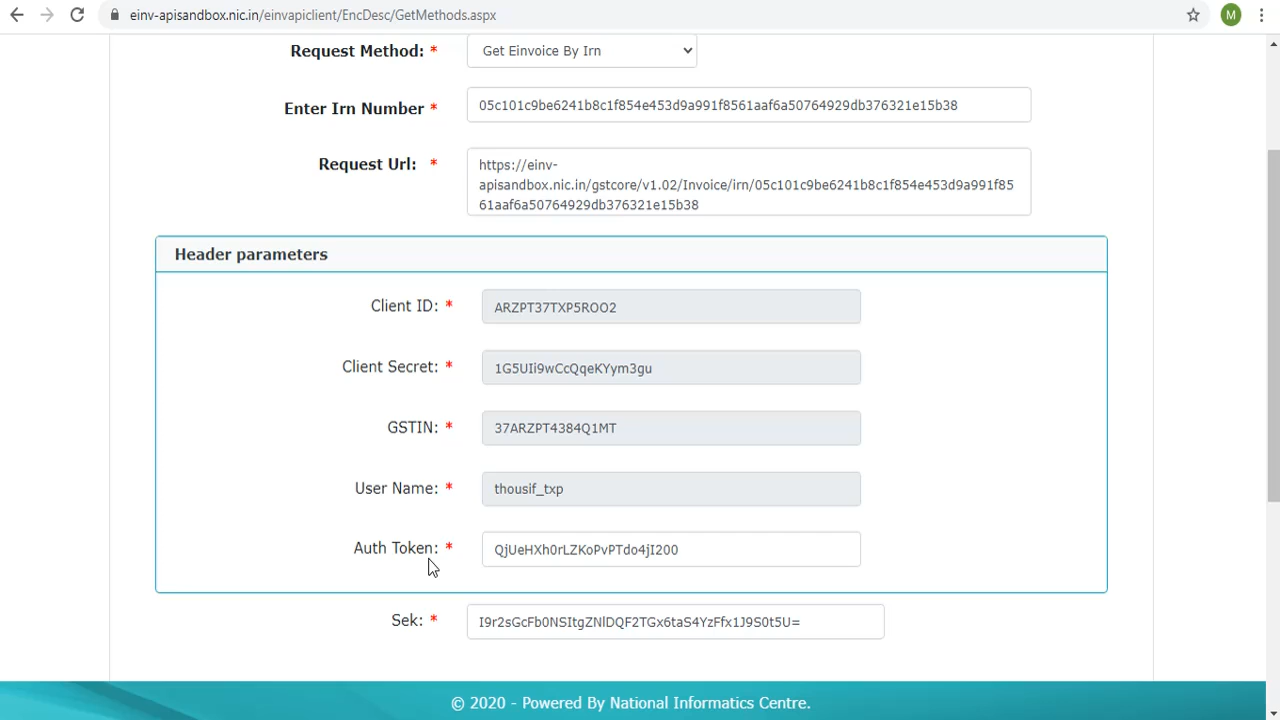 einv-apisandbox.nic.in/einvapiclient/EncDesc/GetMethods.aspx
M
Request Method: *
Get Einvoice By Irn
Enter Irn Number *
05c101c9be6241b8c1f854e453d9a991f8561aaf6a50764929db376321e15b38
Request Url: *
https://einv-
apisandbox.nic.in/gstcore/v1.02/Invoice/irn/05c101c9be6241b8c1f854e453d9a991f85
61aaf6a50764929db376321e15b38
Header parameters
Client ID: *
ARZPT37TXP5ROO2
Client Secret: *
1G5UIi9wCcQqeKYym3gu
GSTIN: *
37ARZPT4384Q1MT
User Name: *
thousif_txp
Auth Token: *
QjUeHXh0rLZKoPvPTdo4jI200
Sek: *
I9r2sGcFb0NSItgZNlDQF2TGx6taS4YzFfx1J9S0t5U=
© 2020 - Powered By National Informatics Centre.